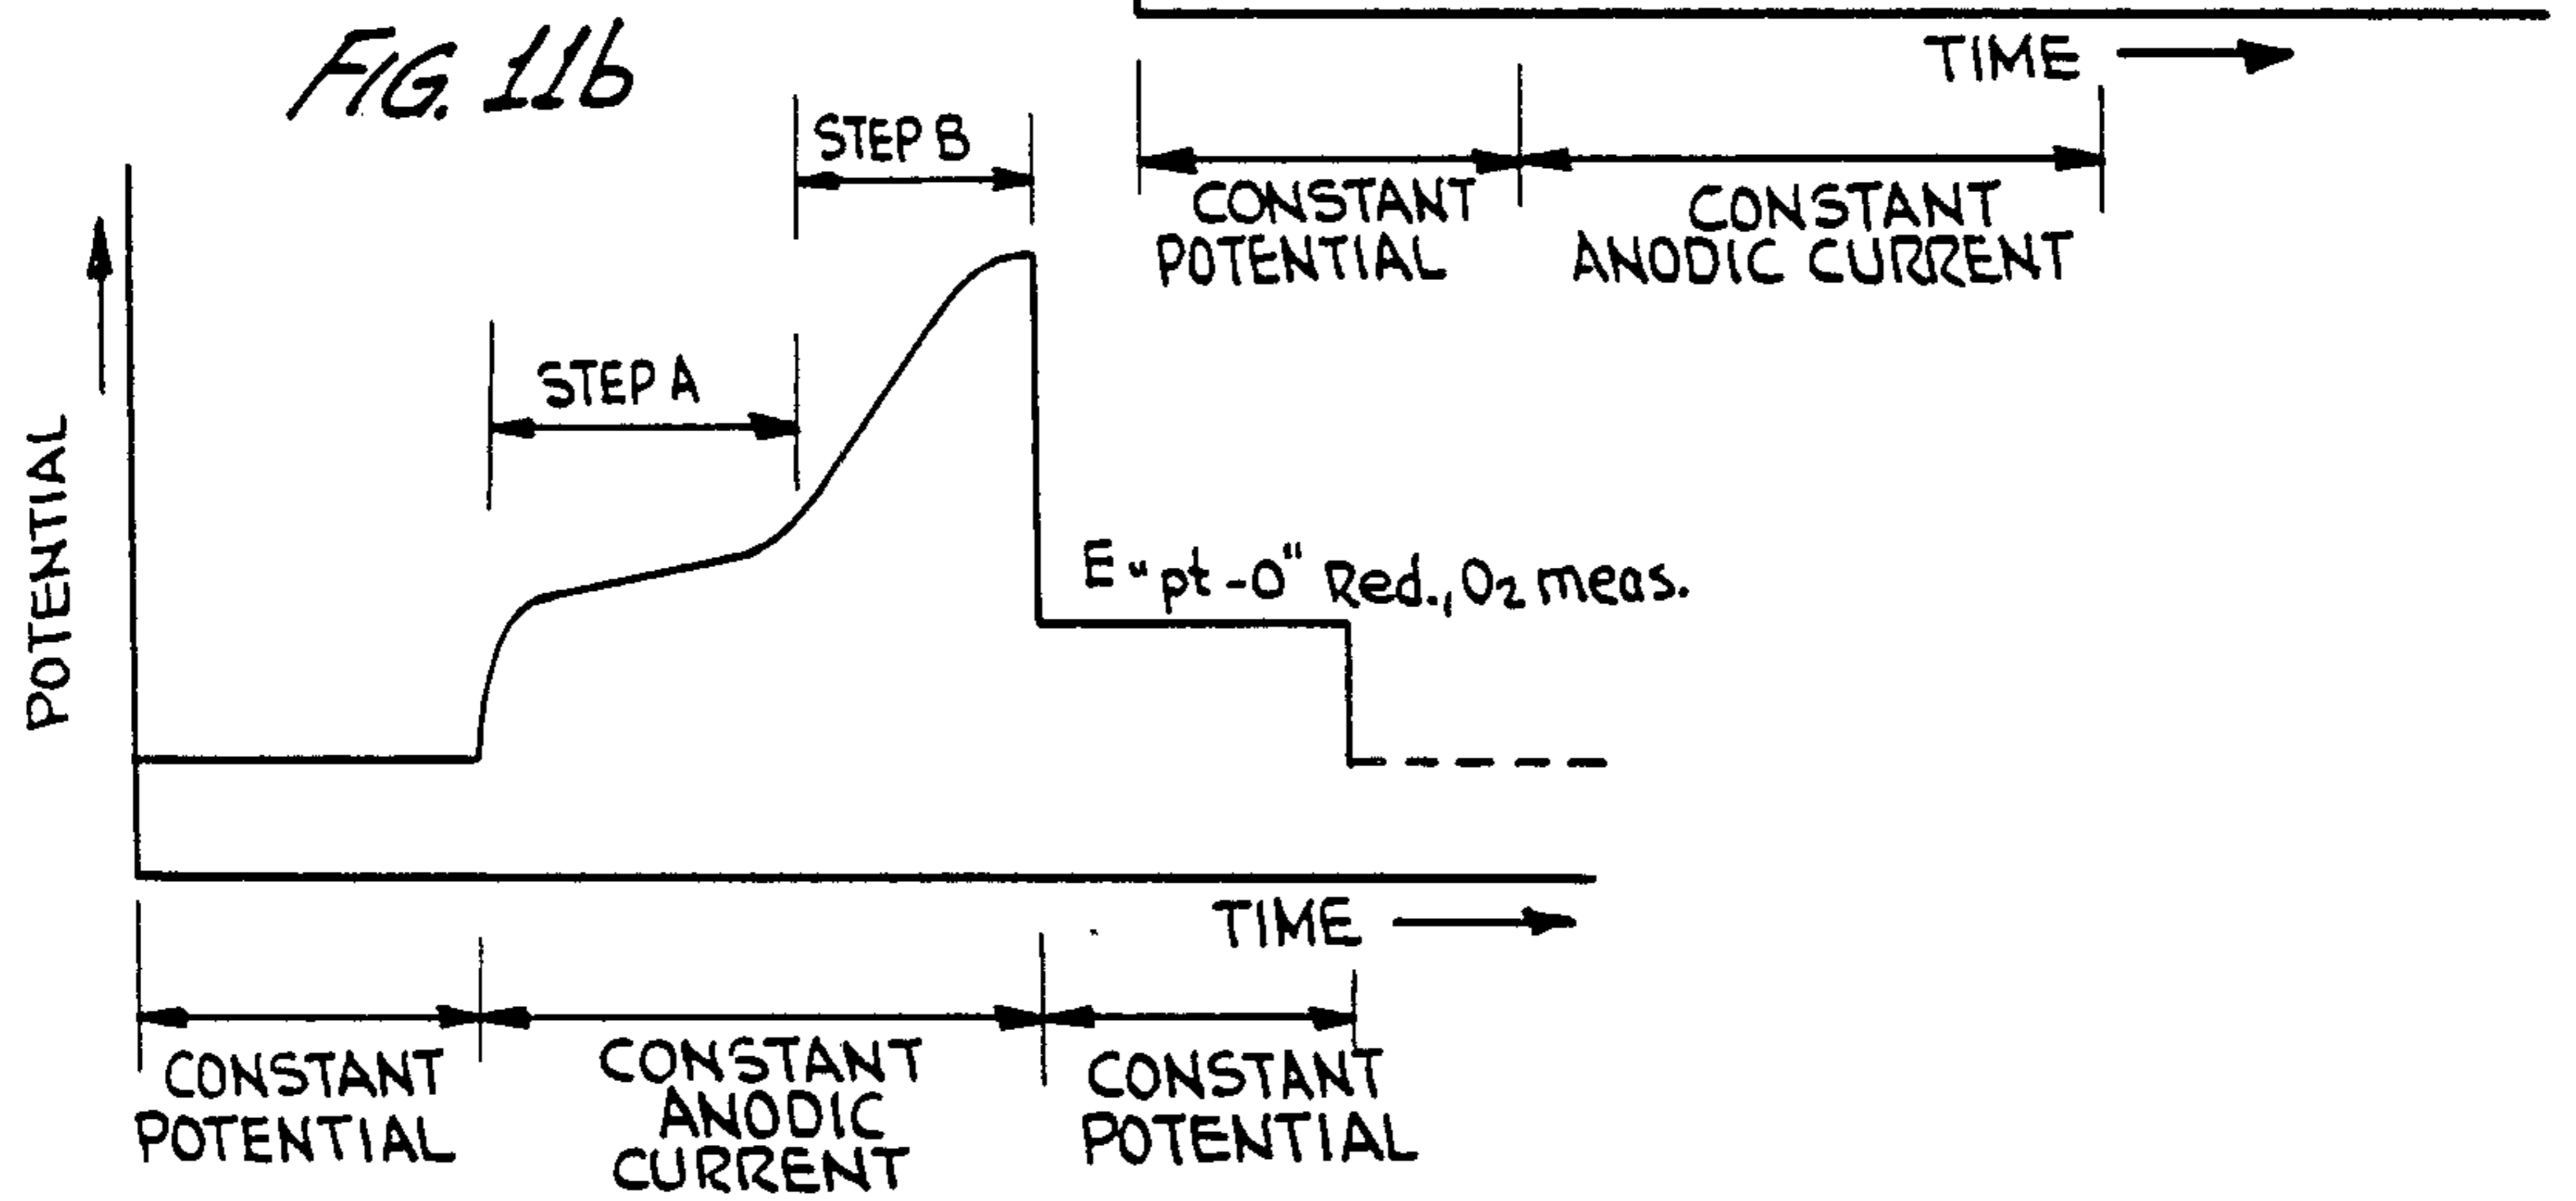 FIG. 11b
TIME
CONSTANT
POTENTIAL
CONSTANT
ANODIC CURRENT
STEP B
STEP A
POTENTIAL
E "pt-O" Red., O2 meas.
TIME
CONSTANT
POTENTIAL
CONSTANT
ANODIC
CURRENT
CONSTANT
POTENTIAL